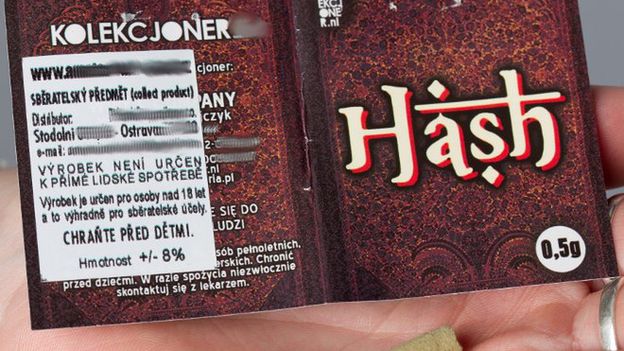 KOLEKCJONER
EKCJ
ONE
R.nl
www.
cjoner:
SBĚRATELSKÝ PŘEDMĚT (colled product)
Distributor:
PANY
Stodolní Ostrava
czyk
e-mail:
ria.pl
VÝROBEK NENÍ URČEN
K PŘÍMÉ LIDSKÉ SPOTŘEBĚ
Výrobek je určen pro osoby nad 18 let
a to výhradně pro sběratelské účely.
SIĘ DO
LUDZI
CHRAŇTE PŘED DĚTMI.
Hmotnost +/- 8%
sób pełnoletnich.
erskich. Chronić
przed dziećmi. W razie spożycia niezwłocznie
skontaktuj się z lekarzem.
Hash
0,5g